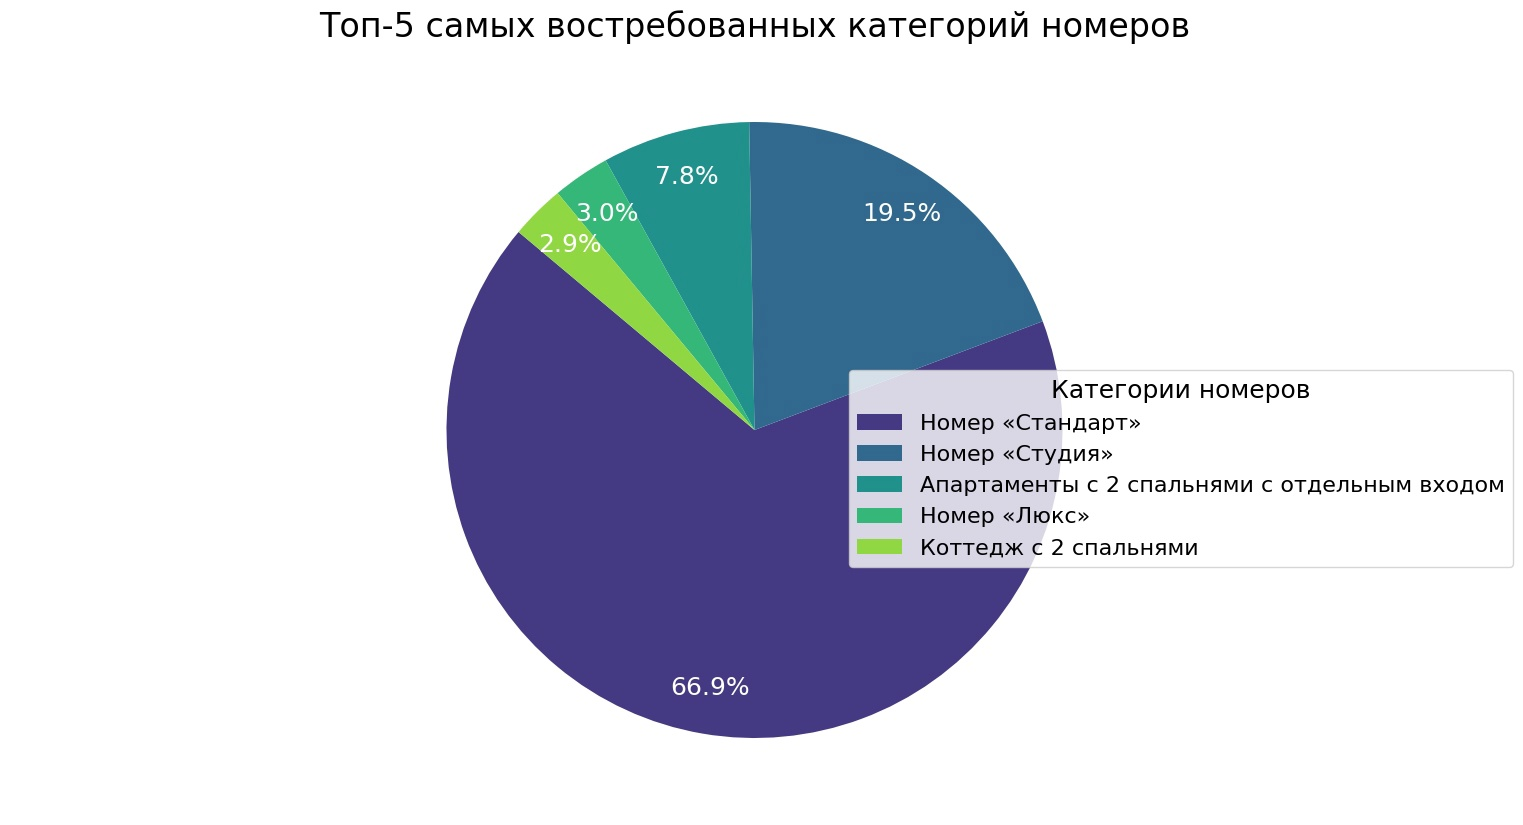 Топ-5 самых востребованных категорий номеров
7.8%
19.5%
3.0%
2.9%
Категории номеров
Номер «Стандарт»
Номер «Студия»
Апартаменты с 2 спальнями с отдельным входом
Номер «Люкс»
Коттедж с 2 спальнями
66.9%